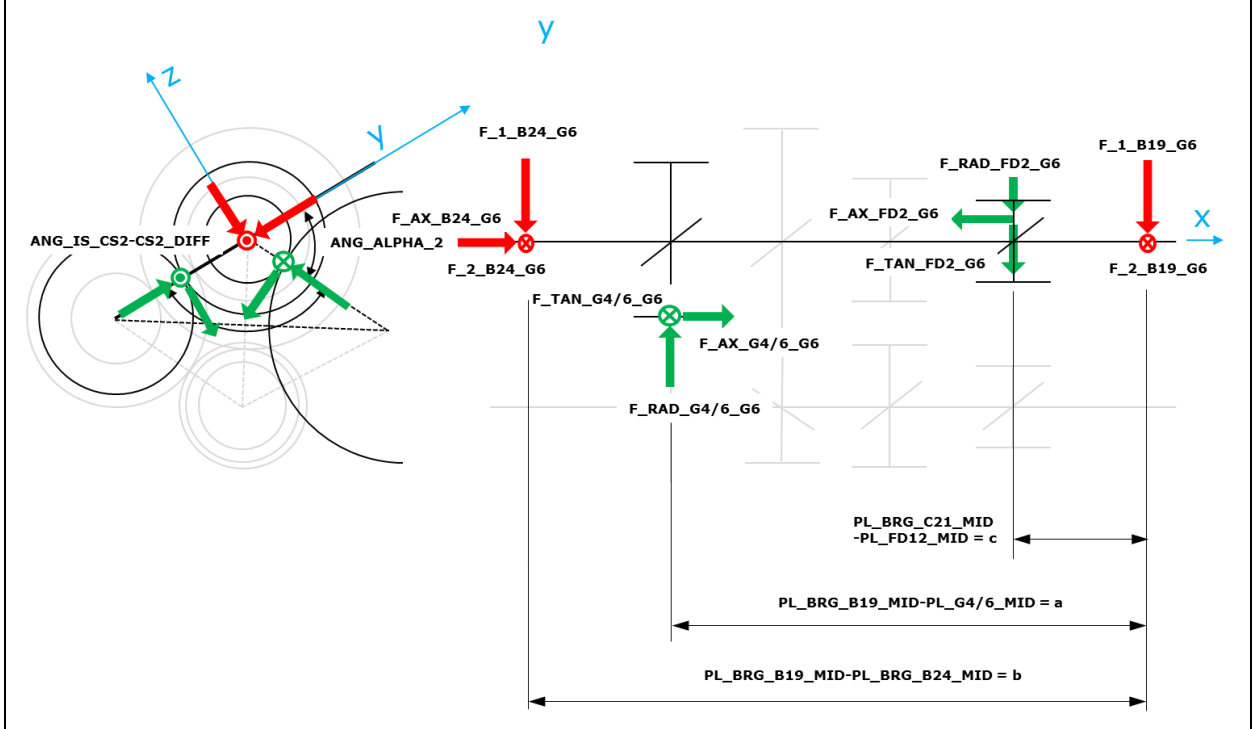 y
z
y
F_1_B24_G6
F_1_B19_G6
F_RAD_FD2_G6
F_AX_B24_G6
F_AX_FD2_G6
x
ANG_IS_CS2-CS2_DIFF
ANG_ALPHA_2
F_2_B24_G6
F_TAN_FD2_G6
F_2_B19_G6
F_TAN_G4/6_G6
F_AX_G4/6_G6
F_RAD_G4/6_G6
PL_BRG_C21_MID
-PL_FD12_MID = c
PL_BRG_B19_MID-PL_G4/6_MID = a
PL_BRG_B19_MID-PL_BRG_B24_MID = b